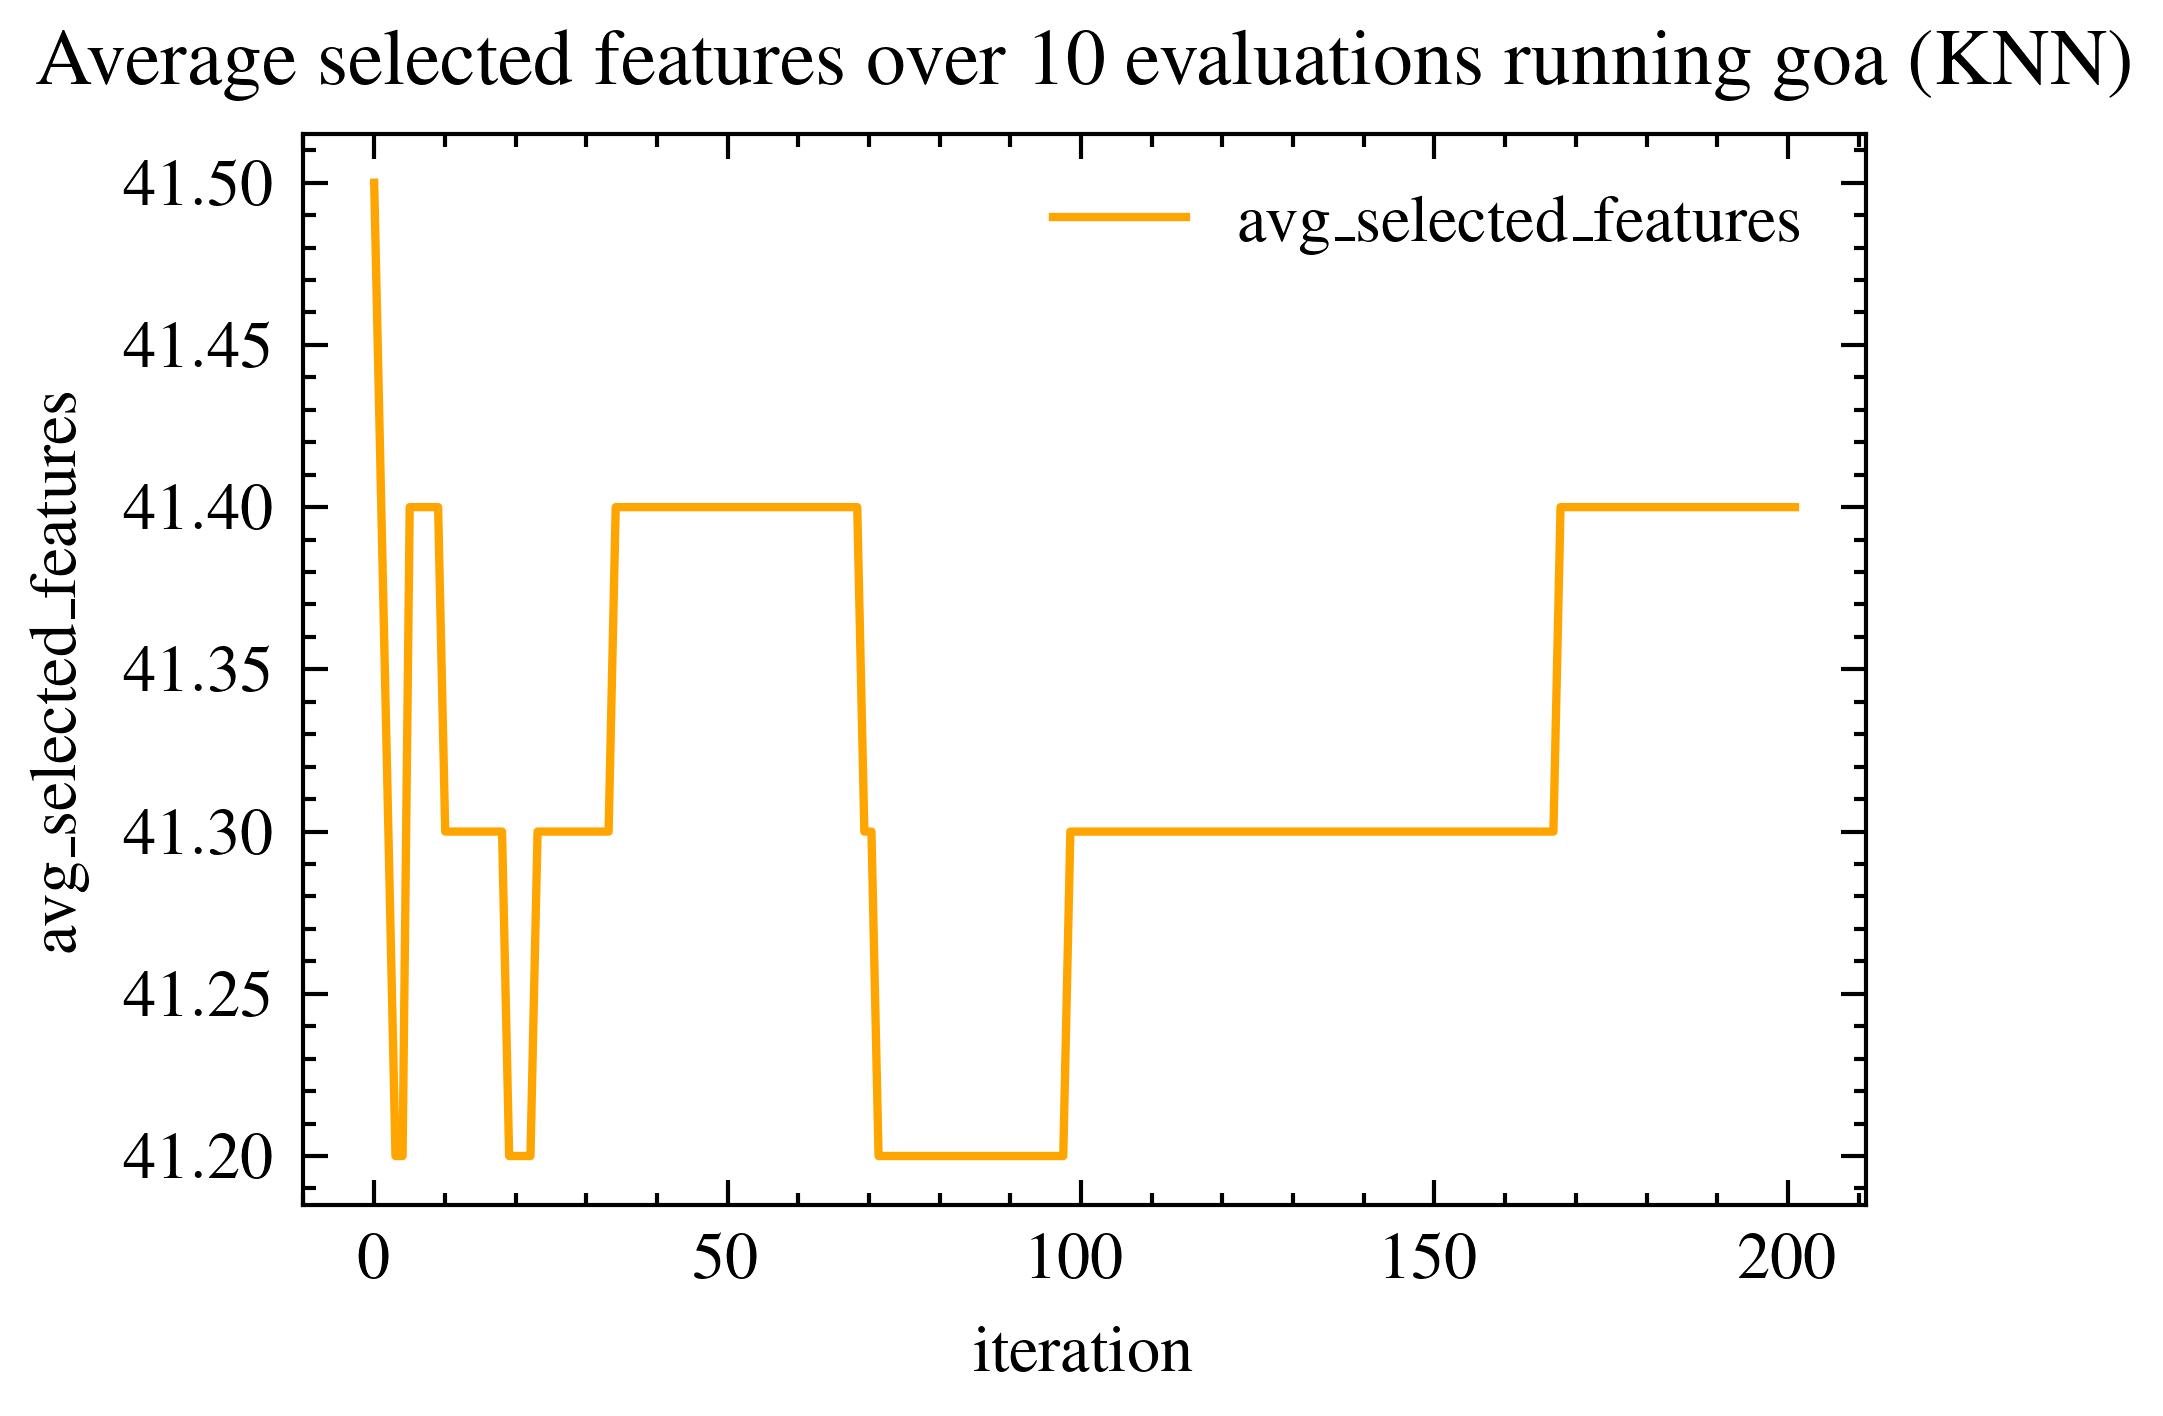 Average selected features over 10 evaluations running goa (KNN)
avg_selected_features
41.50
41.45
41.40
41.35
41.30
41.25
41.20
avg_selected_features
0 50 100 150 200
iteration